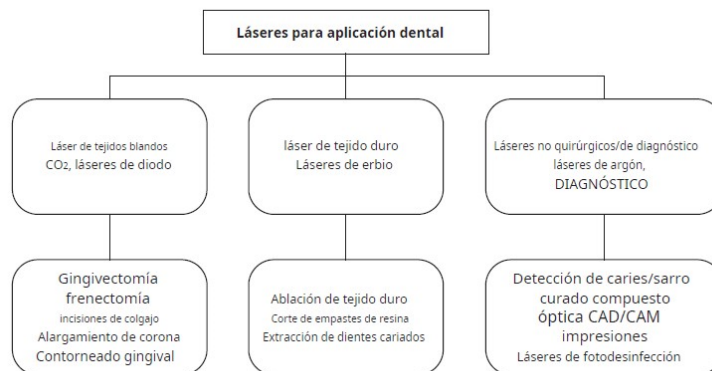 Láseres para aplicación dental
Láser de tejidos blandos
CO2, láseres de diodo
láser de tejido duro
Láseres de erbio
Láseres no quirúrgicos/de diagnóstico
láseres de argón,
DIAGNÓSTICO
Gingivectomía
frenectomía
incisiones de colgajo
Alargamiento de corona
Contorneado gingival
Ablación de tejido duro
Corte de empastes de resina
Extracción de dientes cariados
Detección de caries/sarro
curado compuesto
óptica CAD/CAM
impresiones
Láseres de fotodesinfección